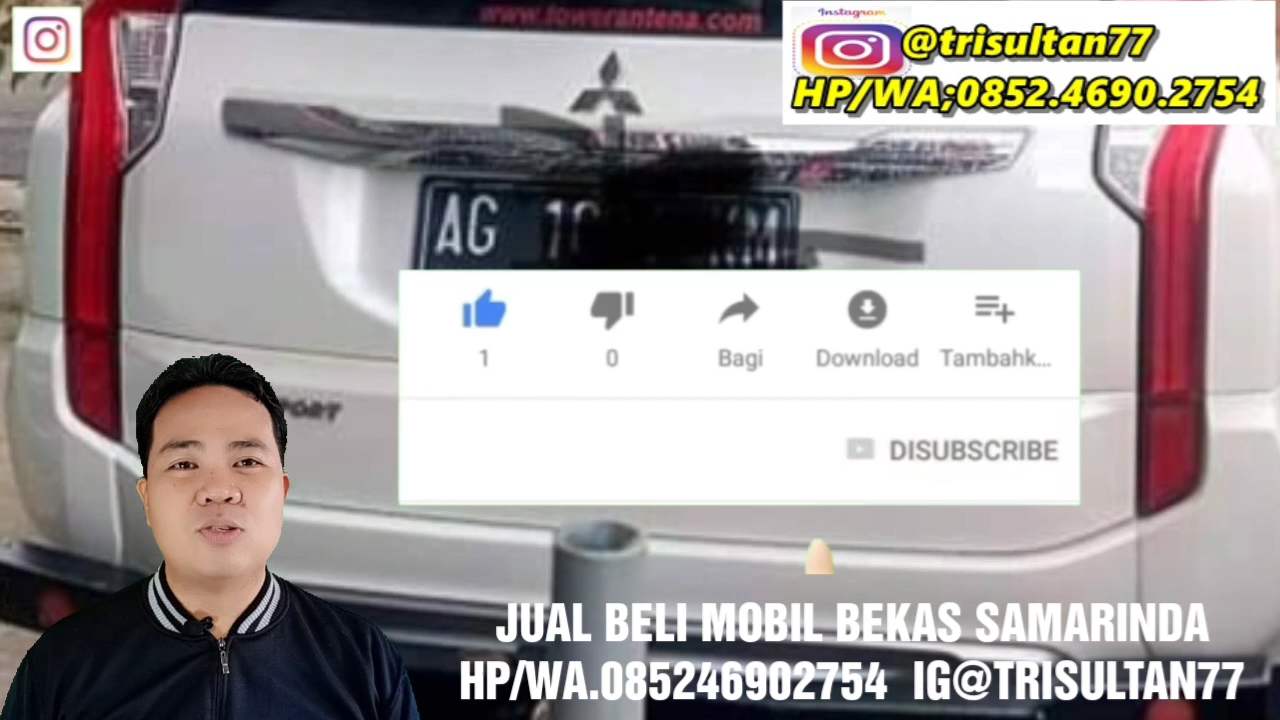 www.towerantena.com
Instagram
@trisultan77
HP/WA;0852.4690.2754
AG
1
0
Bagi
Download
Tambahk...
DISUBSCRIBE
JUAL BELI MOBIL BEKAS SAMARINDA
HP/WA.085246902754 IG@TRISULTAN77